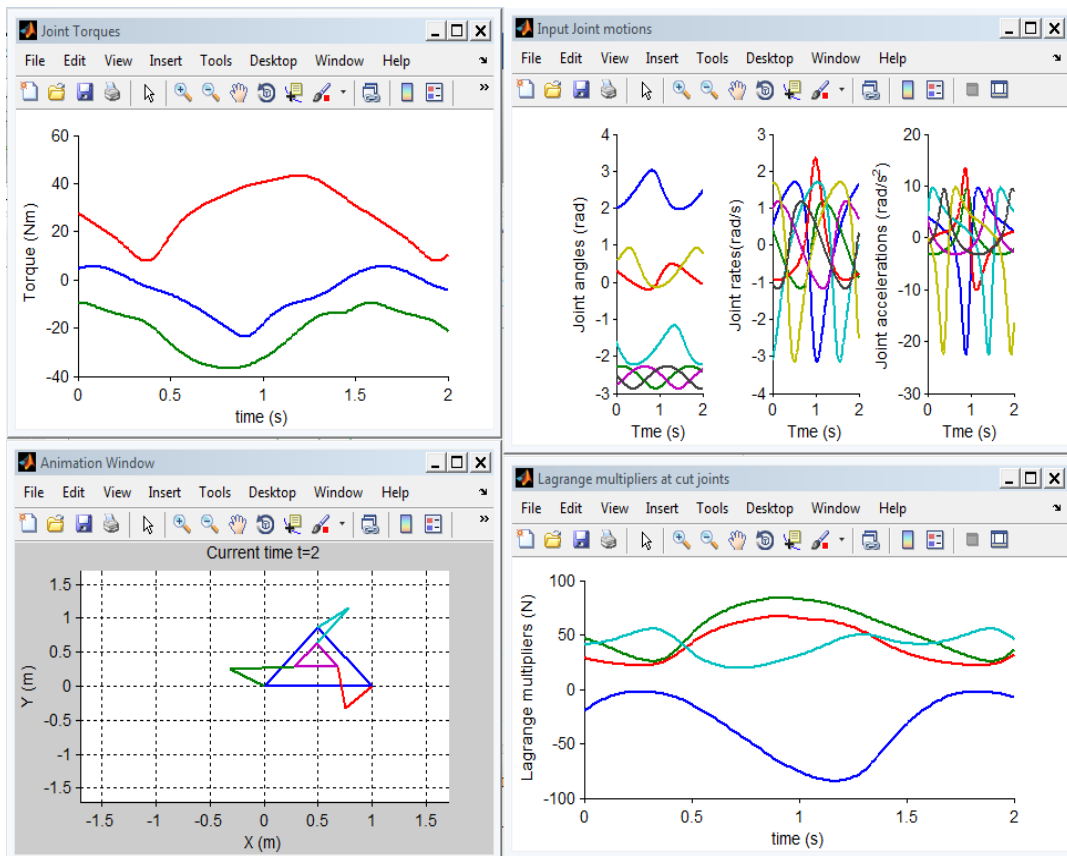 Joint Torques
File Edit View Insert Tools Desktop Window Help
»
60
40
20
0
-20
-40
Torque (Nm)
0 0.5 1 1.5 2
time (s)
Input Joint motions
File Edit View Insert Tools Desktop Window Help
4
3
2
1
0
-1
-2
-3
Joint angles (rad)
0 1 2
Tme (s)
3
2
1
0
-1
-2
-3
-4
Joint rates(rad/s)
0 1 2
Tme (s)
20
10
0
-10
-20
-30
Joint accelerations (rad/s²)
0 1 2
Tme (s)
Animation Window
File Edit View Insert Tools Desktop Window Help
»
Current time t=2
1.5
1
0.5
0
-0.5
-1
-1.5
Y (m)
-1.5 -1 -0.5 0 0.5 1 1.5
X (m)
Lagrange multipliers at cut joints
File Edit View Insert Tools Desktop Window Help
100
50
0
-50
-100
Lagrange multipliers (N)
0 0.5 1 1.5 2
time (s)